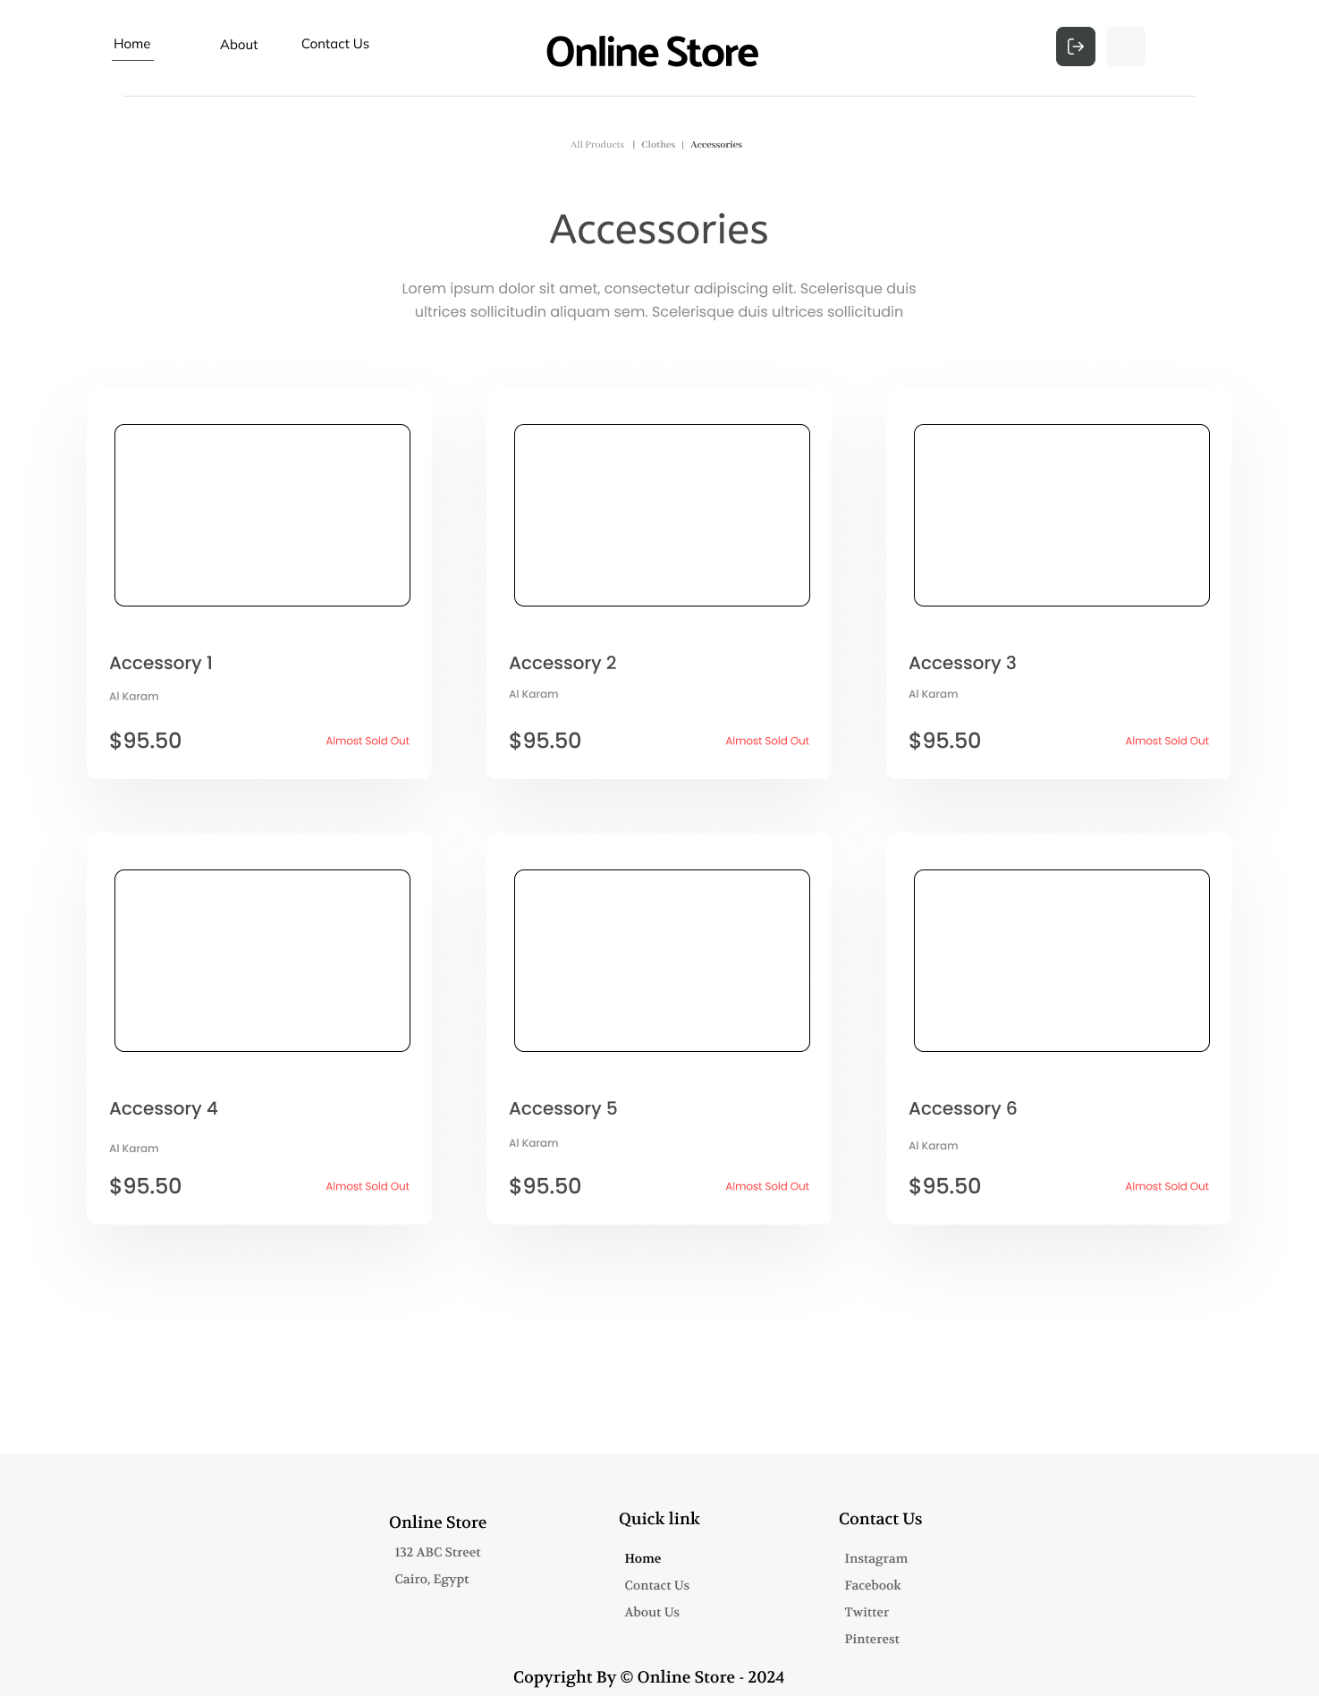 Home
About
Contact Us
Online Store
All Products | Clothes | Accessories
Accessories
Lorem ipsum dolor sit amet, consectetur adipiscing elit. Scelerisque duis
ultrices sollicitudin aliquam sem. Scelerisque duis ultrices sollicitudin
Accessory 1
Al Karam
$95.50
Almost Sold Out
Accessory 2
Al Karam
$95.50
Almost Sold Out
Accessory 3
Al Karam
$95.50
Almost Sold Out
Accessory 4
Al Karam
$95.50
Almost Sold Out
Accessory 5
Al Karam
$95.50
Almost Sold Out
Accessory 6
Al Karam
$95.50
Almost Sold Out
Online Store
132 ABC Street
Cairo, Egypt
Quick link
Home
Contact Us
About Us
Contact Us
Instagram
Facebook
Twitter
Pinterest
Copyright By © Online Store - 2024